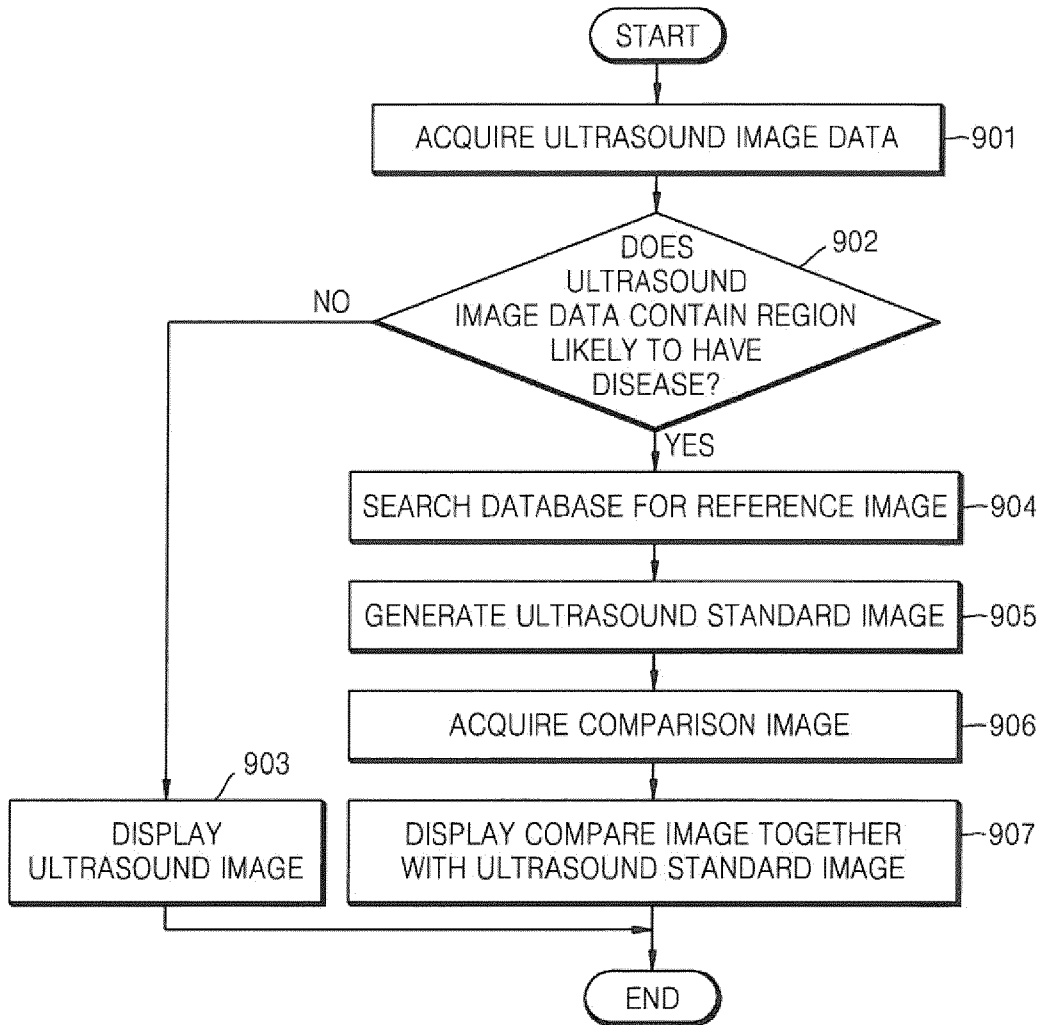 START
ACQUIRE ULTRASOUND IMAGE DATA
901
DOES
ULTRASOUND
IMAGE DATA CONTAIN REGION
LIKELY TO HAVE
DISEASE?
902
NO
YES
SEARCH DATABASE FOR REFERENCE IMAGE
904
GENERATE ULTRASOUND STANDARD IMAGE
905
ACQUIRE COMPARISON IMAGE
906
903
DISPLAY
ULTRASOUND IMAGE
DISPLAY COMPARE IMAGE TOGETHER
WITH ULTRASOUND STANDARD IMAGE
907
END